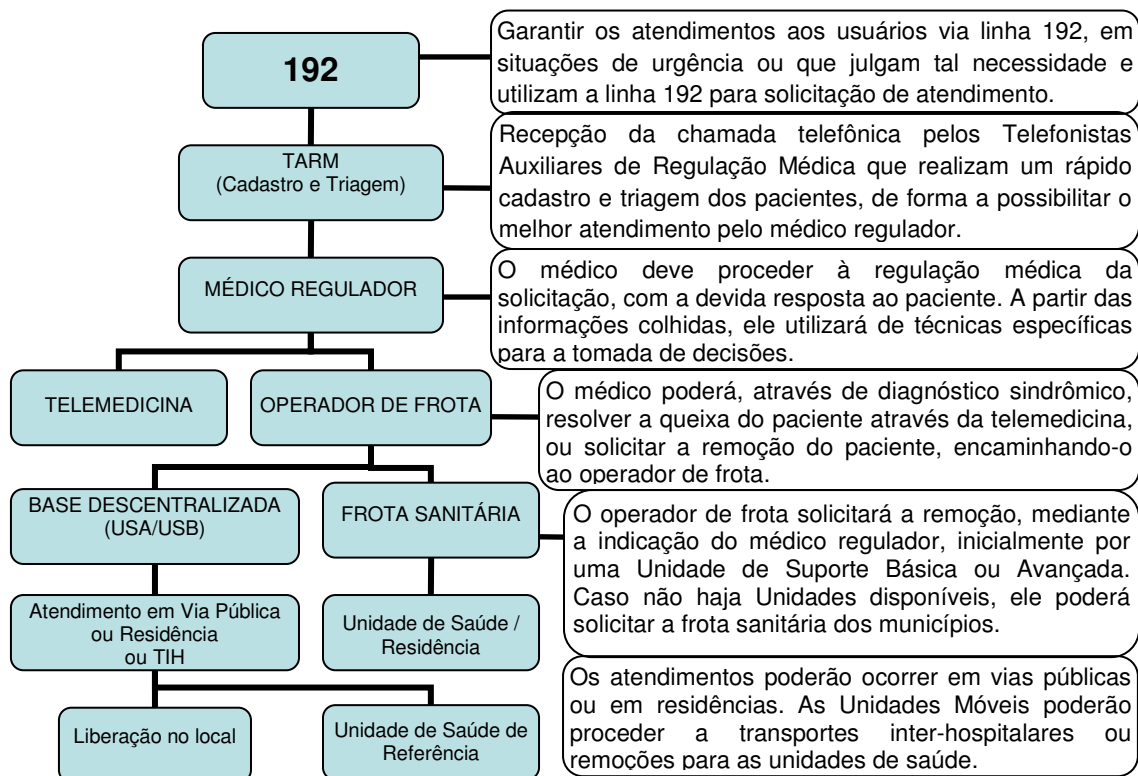 192
Garantir os atendimentos aos usuários via linha 192, em
situações de urgência ou que julgam tal necessidade e
utilizam a linha 192 para solicitação de atendimento.
TARM
(Cadastro e Triagem)
Recepção da chamada telefônica pelos Telefonistas
Auxiliares de Regulação Médica que realizam um rápido
cadastro e triagem dos pacientes, de forma a possibilitar o
melhor atendimento pelo médico regulador.
MÉDICO REGULADOR
O médico deve proceder à regulação médica da
solicitação, com a devida resposta ao paciente. A partir das
informações colhidas, ele utilizará de técnicas específicas
para a tomada de decisões.
TELEMEDICINA
OPERADOR DE FROTA
O médico poderá, através de diagnóstico sindrômico,
resolver a queixa do paciente através da telemedicina,
ou solicitar a remoção do paciente, encaminhando-o
ao operador de frota.
BASE DESCENTRALIZADA
(USA/USB)
FROTA SANITÁRIA
O operador de frota solicitará a remoção, mediante
a indicação do médico regulador, inicialmente por
uma Unidade de Suporte Básica ou Avançada.
Caso não haja Unidades disponíveis, ele poderá
solicitar a frota sanitária dos municípios.
Atendimento em Via Pública
ou Residência
ou TIH
Unidade de Saúde /
Residência
Os atendimentos poderão ocorrer em vias públicas
ou em residências. As Unidades Móveis poderão
proceder a transportes inter-hospitalares ou
remoções para as unidades de saúde.
Liberação no local
Unidade de Saúde de
Referência